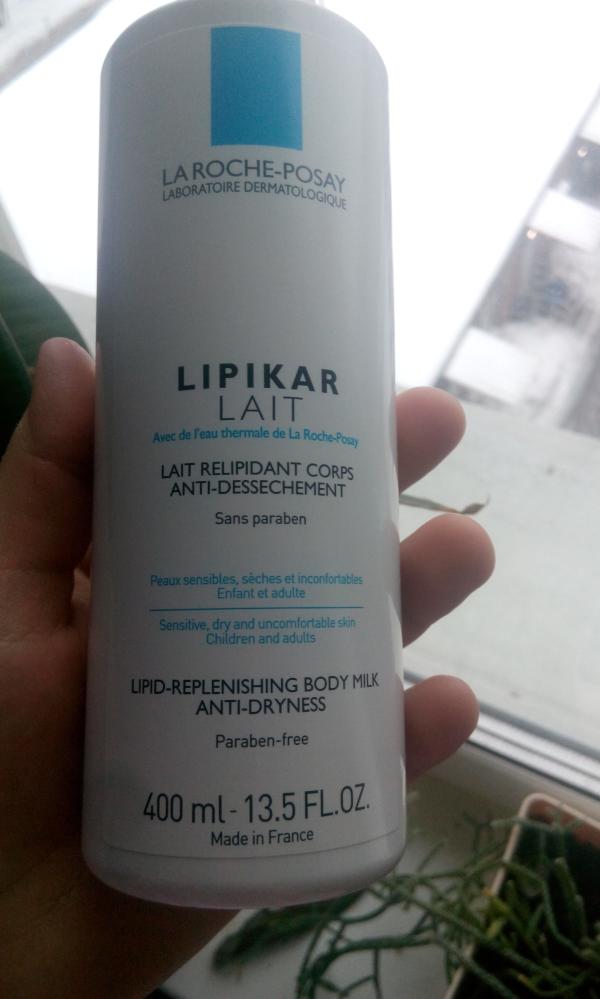 LA ROCHE-POSAY
LABORATOIRE DERMATOLOGIQUE
LIPIKAR
LAIT
Avec de l'eau thermale de La Roche-Posay
LAIT RELIPIDANT CORPS
ANTI-DESSECHEMENT
Sans paraben
Peaux sensibles, sèches et inconfortables
Enfant et adulte
Sensitive, dry and uncomfortable skin
Children and adults
LIPID-REPLENISHING BODY MILK
ANTI-DRYNESS
Paraben-free
400 ml - 13.5 FL.OZ.
Made in France